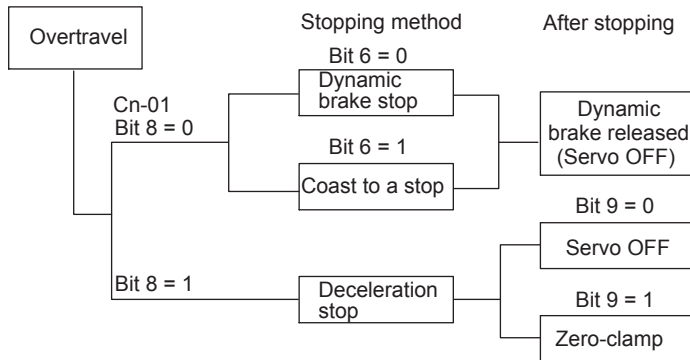 Overtravel
Stopping method
After stopping
Cn-01
Bit 8 = 0
Bit 6 = 0
Dynamic
brake stop
Bit 6 = 1
Coast to a stop
Dynamic
brake released
(Servo OFF)
Bit 8 = 1
Deceleration
stop
Bit 9 = 0
Servo OFF
Bit 9 = 1
Zero-clamp